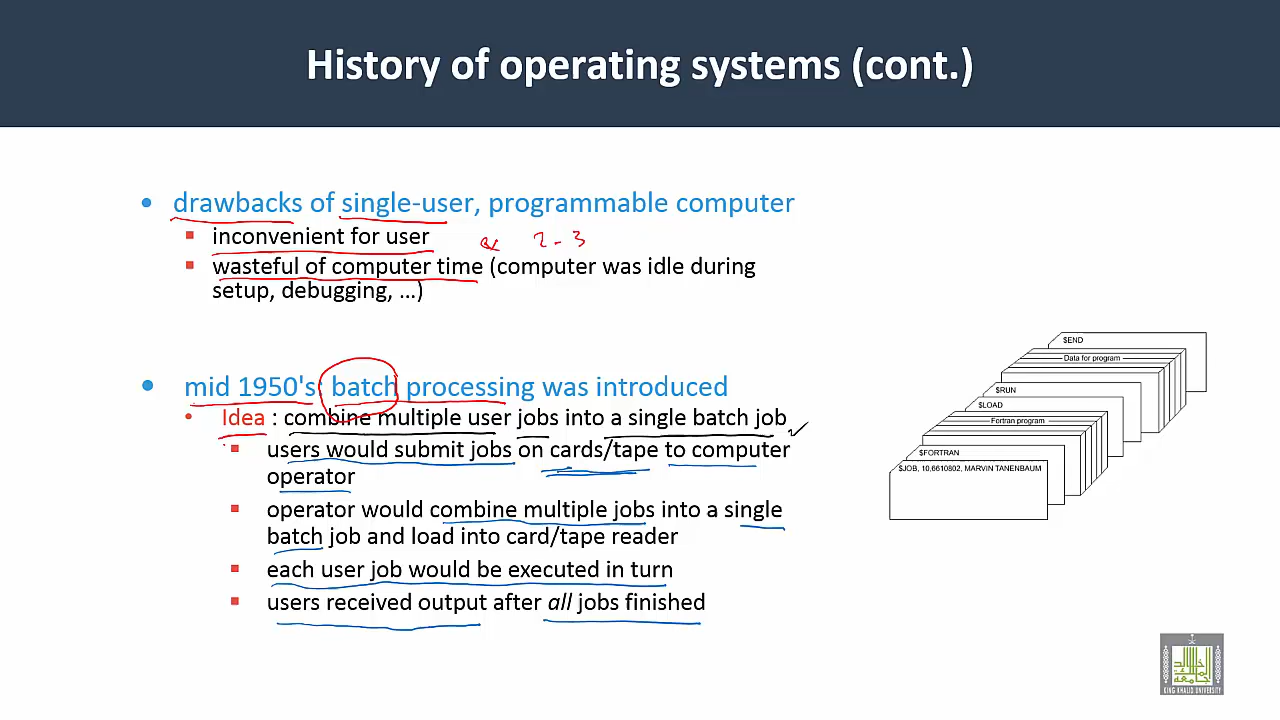 History of operating systems (cont.)
• drawbacks of single-user, programmable computer
▪ inconvenient for user
& 2-3
▪ wasteful of computer time (computer was idle during
setup, debugging, ...)
• mid 1950's batch processing was introduced
• Idea : combine multiple user jobs into a single batch job
▪ users would submit jobs on cards/tape to computer
operator
▪ operator would combine multiple jobs into a single
batch job and load into card/tape reader
▪ each user job would be executed in turn
▪ users received output after all jobs finished
$END
Data for program
$RUN
$LOAD
Fortran program
$FORTRAN
$JOB, 10,6610802, MARVIN TANENBAUM
KING KHALID UNIVERSITY